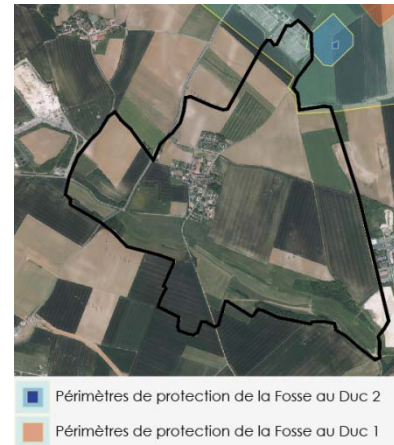 Périmètres de protection de la Fosse au Duc 2
Périmètres de protection de la Fosse au Duc 1